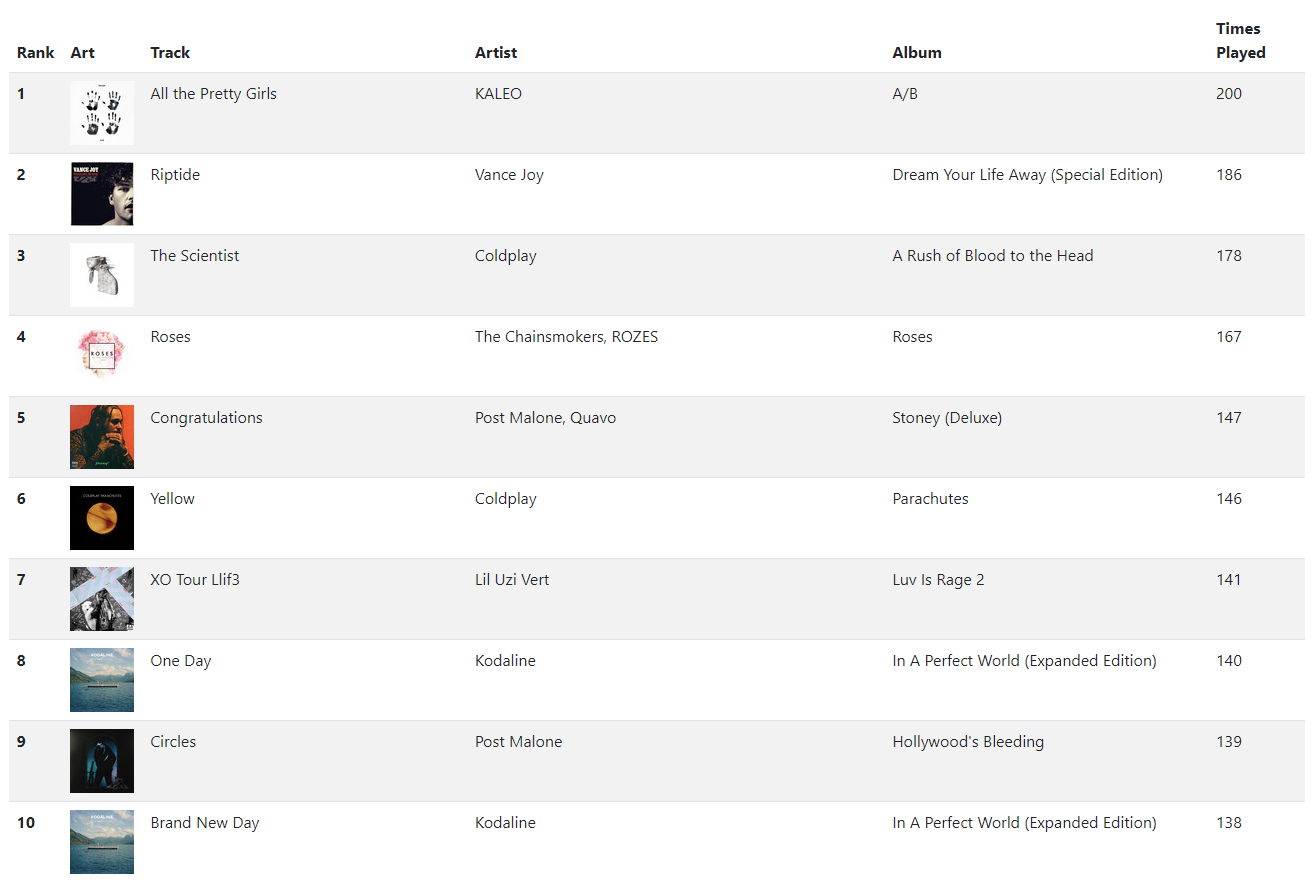 Rank Art Track Artist Album Times Played
1 All the Pretty Girls KALEO A/B 200
VANCE JOY
2 Riptide Vance Joy Dream Your Life Away (Special Edition) 186
3 The Scientist Coldplay A Rush of Blood to the Head 178
ROSES
4 Roses The Chainsmokers, ROZES Roses 167
5 Congratulations Post Malone, Quavo Stoney (Deluxe) 147
COLDPLAY PARACHUTES
6 Yellow Coldplay Parachutes 146
7 XO Tour Llif3 Lil Uzi Vert Luv Is Rage 2 141
KODALINE
8 One Day Kodaline In A Perfect World (Expanded Edition) 140
9 Circles Post Malone Hollywood's Bleeding 139
KODALINE
10 Brand New Day Kodaline In A Perfect World (Expanded Edition) 138